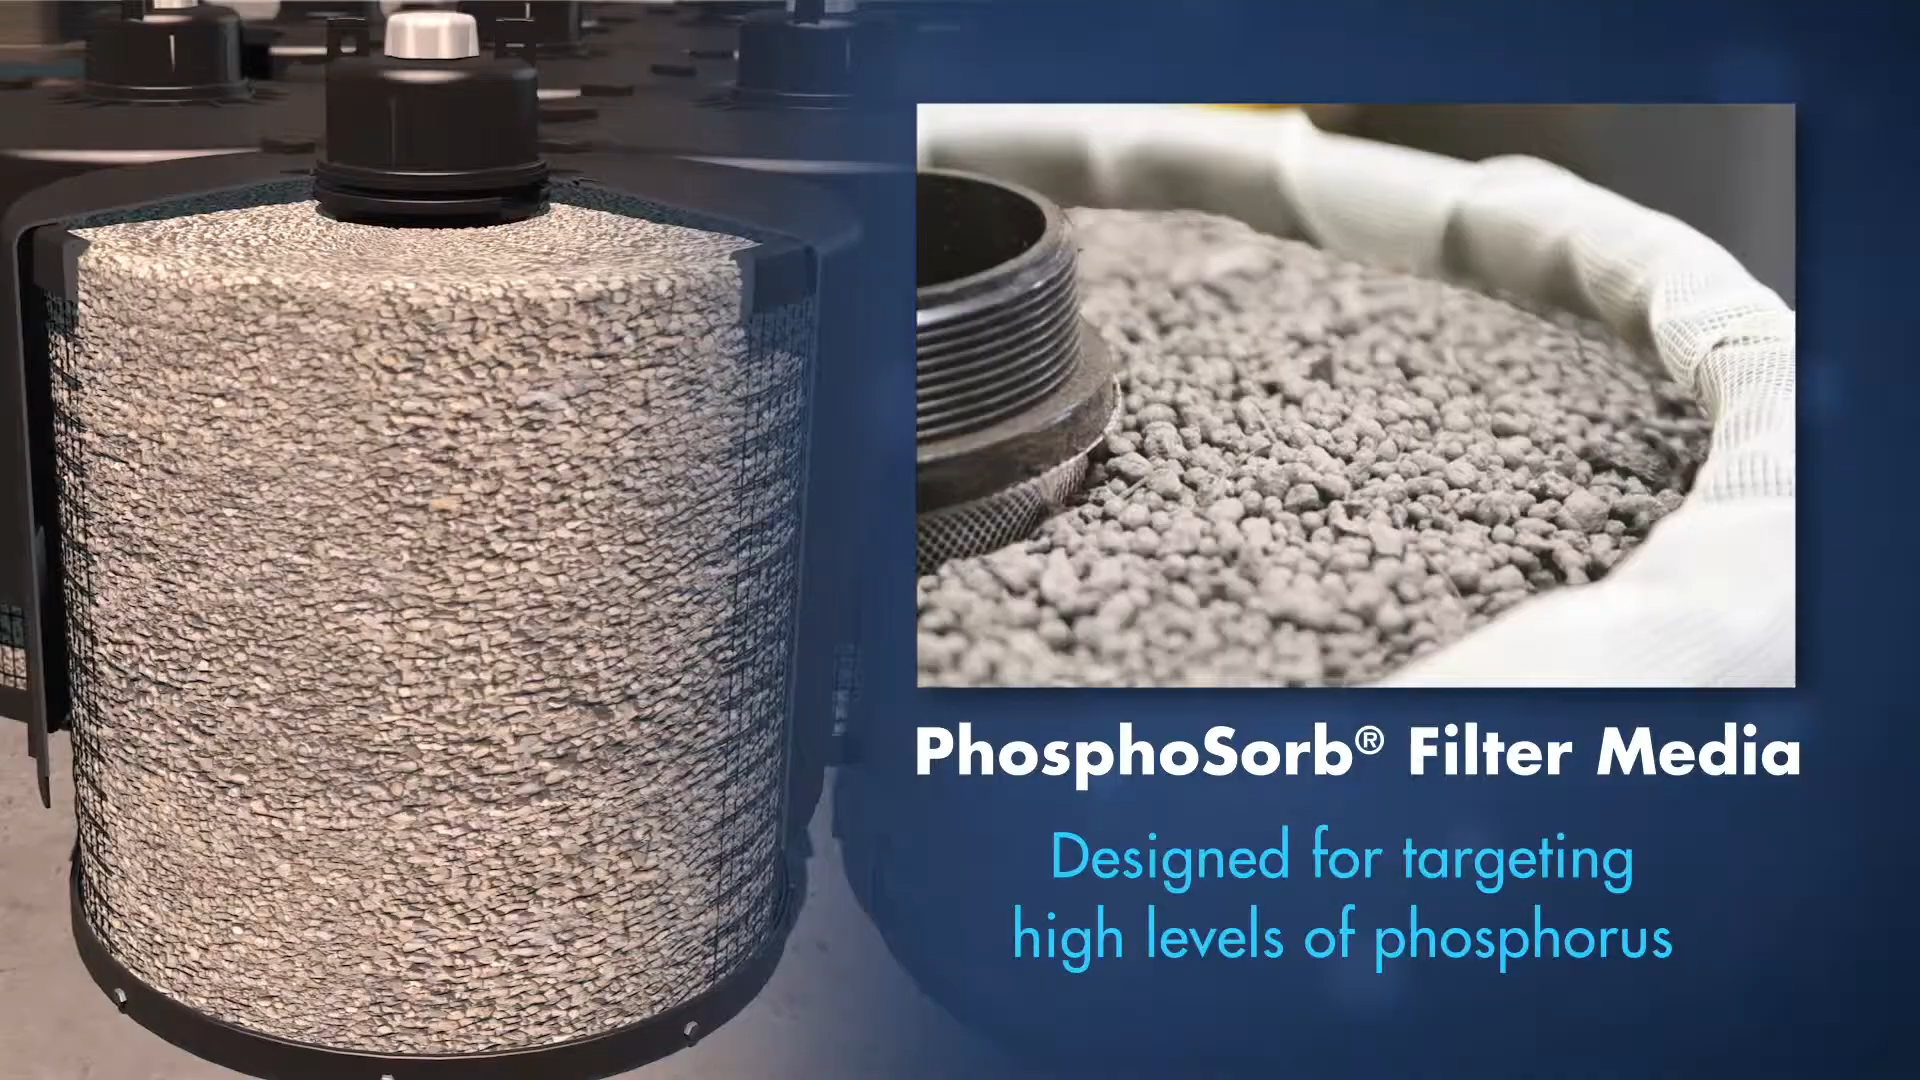 PhosphoSorb® Filter Media
Designed for targeting
high levels of phosphorus